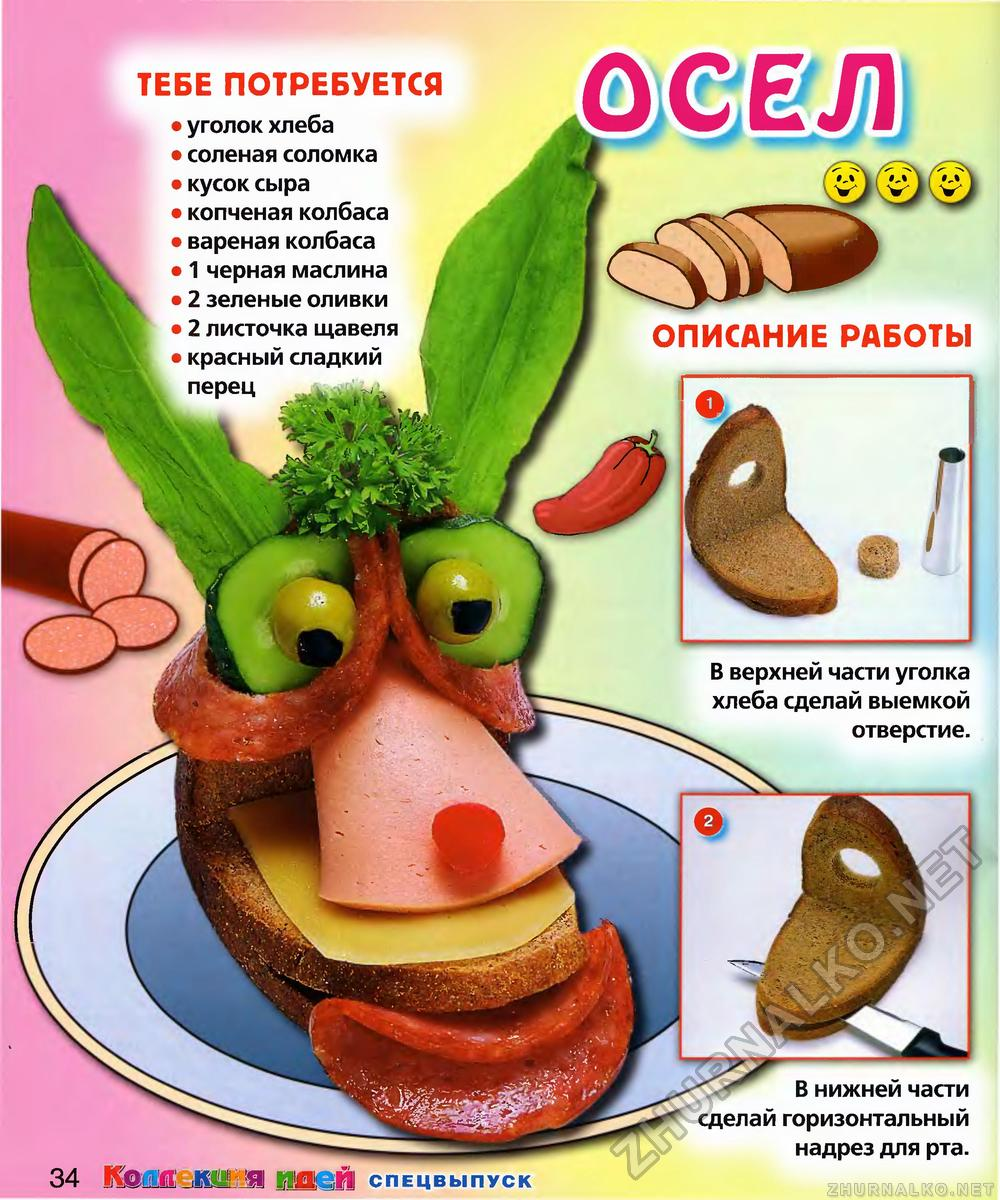 ТЕБЕ ПОТРЕБУЕТСЯ
• уголок хлеба
• соленая соломка
• кусок сыра
• копченая колбаса
• вареная колбаса
• 1 черная маслина
• 2 зеленые оливки
• 2 листочка щавеля
• красный сладкий
перец
ОСЕЛ
ОПИСАНИЕ РАБОТЫ
1
В верхней части уголка
хлеба сделай выемкой
отверстие.
2
В нижней части
сделай горизонтальный
надрез для рта.
34 Коллекция идей СПЕЦВЫПУСК
ZHURNALKO.NET
ZHURNALKO.NET